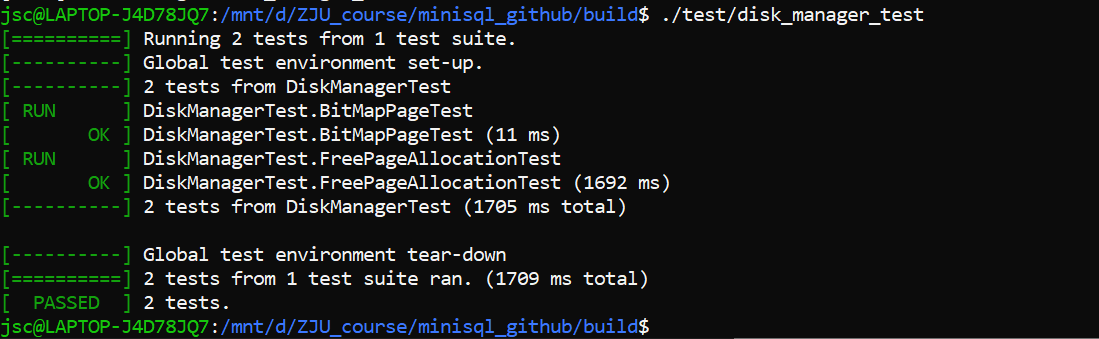 jsc@LAPTOP-J4D78JQ7:/mnt/d/ZJU_course/minisql_github/build$ ./test/disk_manager_test
[==========] Running 2 tests from 1 test suite.
[----------] Global test environment set-up.
[----------] 2 tests from DiskManagerTest
[ RUN      ] DiskManagerTest.BitMapPageTest
[       OK ] DiskManagerTest.BitMapPageTest (11 ms)
[ RUN      ] DiskManagerTest.FreePageAllocationTest
[       OK ] DiskManagerTest.FreePageAllocationTest (1692 ms)
[----------] 2 tests from DiskManagerTest (1705 ms total)
[----------] Global test environment tear-down
[==========] 2 tests from 1 test suite ran. (1709 ms total)
[  PASSED  ] 2 tests.
jsc@LAPTOP-J4D78JQ7:/mnt/d/ZJU_course/minisql_github/build$